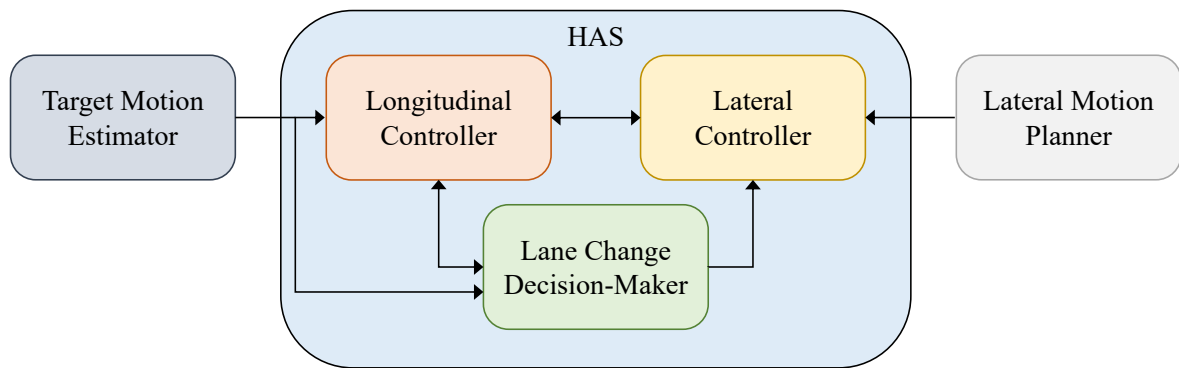 HAS
Target Motion
Estimator
Longitudinal
Controller
Lateral
Controller
Lateral Motion
Planner
Lane Change
Decision-Maker